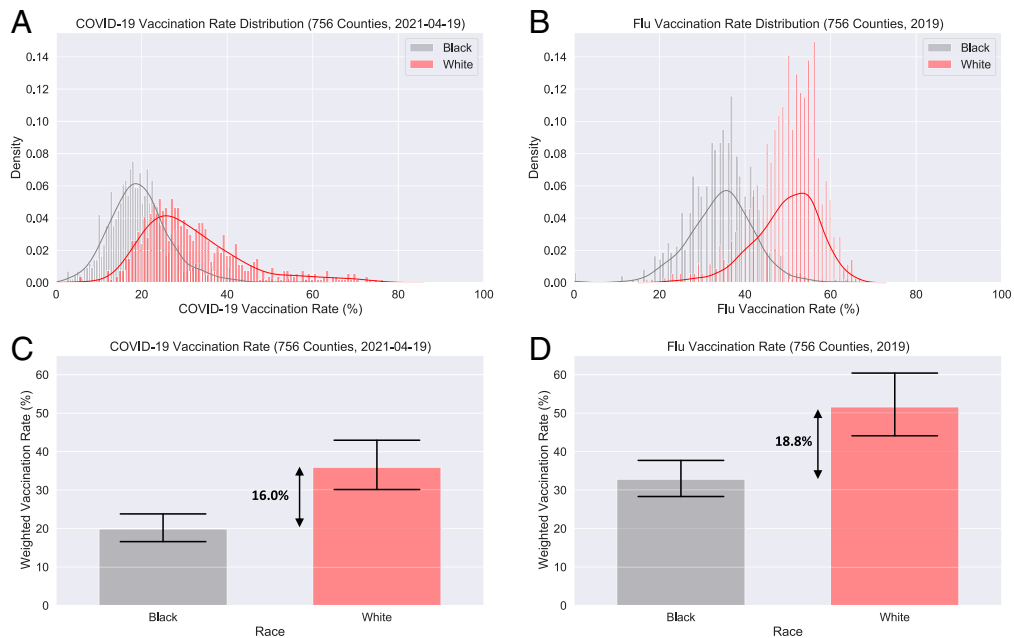 A
COVID-19 Vaccination Rate Distribution (756 Counties, 2021-04-19)
Black
White
0.14
0.12
0.10
0.08
0.06
0.04
0.02
0.00
Density
0 20 40 60 80 100
COVID-19 Vaccination Rate (%)
B
Flu Vaccination Rate Distribution (756 Counties, 2019)
Black
White
0.14
0.12
0.10
0.08
0.06
0.04
0.02
0.00
Density
0 20 40 60 80 100
Flu Vaccination Rate (%)
C
COVID-19 Vaccination Rate (756 Counties, 2021-04-19)
60
50
40
30
20
10
0
Weighted Vaccination Rate (%)
16.0%
Black White
Race
D
Flu Vaccination Rate (756 Counties, 2019)
60
50
40
30
20
10
0
Weighted Vaccination Rate (%)
18.8%
Black White
Race